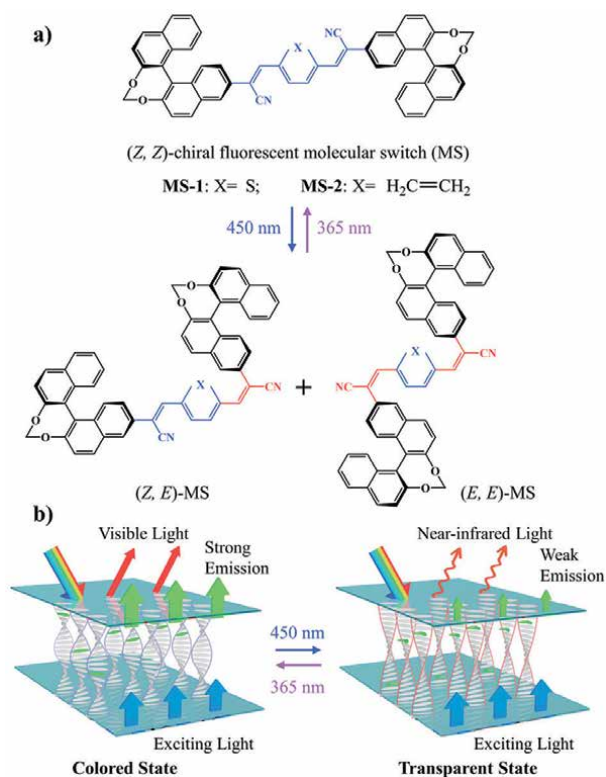 a)
NC
X
O
O
CN
O
O
(Z, Z)-chiral fluorescent molecular switch (MS)
MS-1: X= S; MS-2: X= H₂C=CH₂
450 nm 365 nm
O
O
X
CN
O
O
CN
+
O
O
X
CN
NC
O
O
(Z, E)-MS
(E, E)-MS
b)
Visible Light
Strong
Emission
Near-infrared Light
Weak
Emission
450 nm
365 nm
Exciting Light
Exciting Light
Colored State
Transparent State